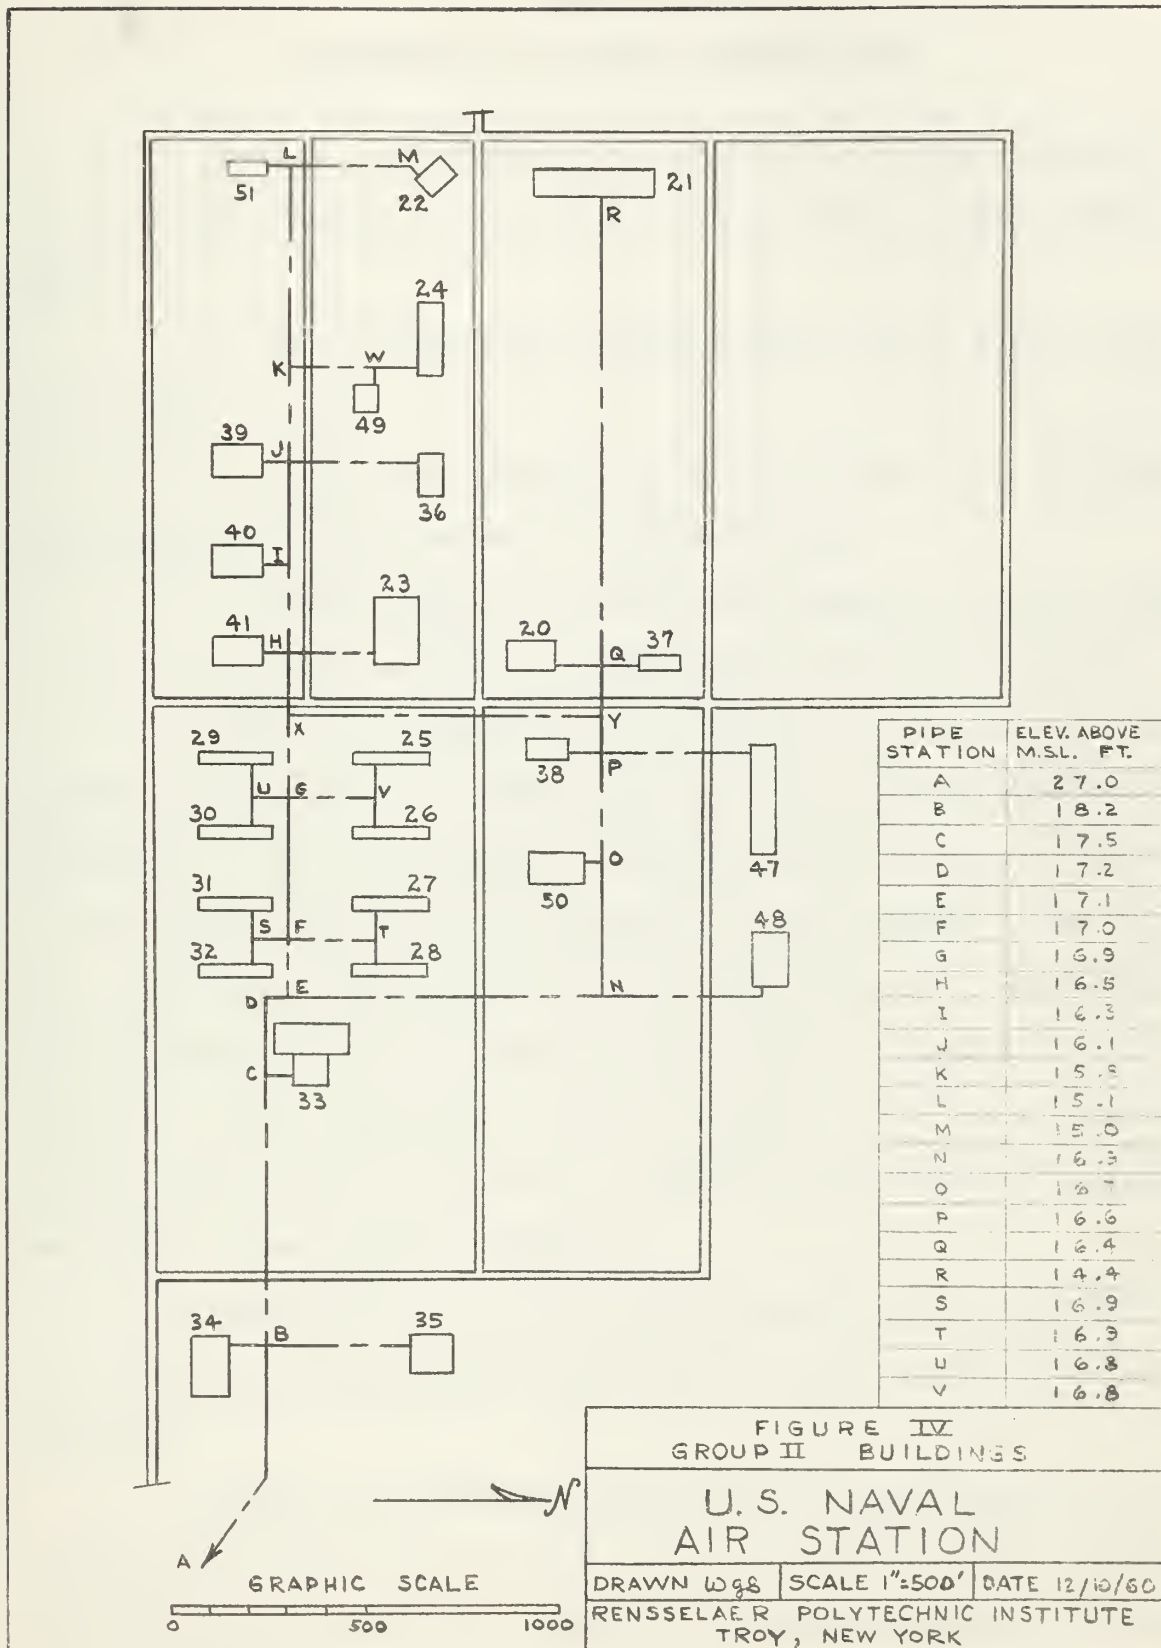 L
M
51
22
21
R
24
K
W
49
39
J
36
40
I
23
41
H
20
37
Q
X
Y
29
25
38
P
U
G
V
30
26
O
47
50
31
27
48
S
F
T
32
28
D
E
N
C
33
34
B
35
A
N
GRAPHIC SCALE
0 500 1000
PIPE STATION ELEV. ABOVE M.S.L. FT.
A 27.0
B 18.2
C 17.5
D 17.2
E 17.1
F 17.0
G 16.9
H 16.5
I 16.3
J 16.1
K
L 15.1
M 15.0
N
O
P 16.6
Q 16.4
R 14.4
S 16.9
T
U 16.8
V 16.8
FIGURE IV
GROUP II BUILDINGS
U.S. NAVAL
AIR STATION
DRAWN Wgs SCALE 1"=500' DATE 12/10/60
RENSSELAER POLYTECHNIC INSTITUTE
TROY, NEW YORK